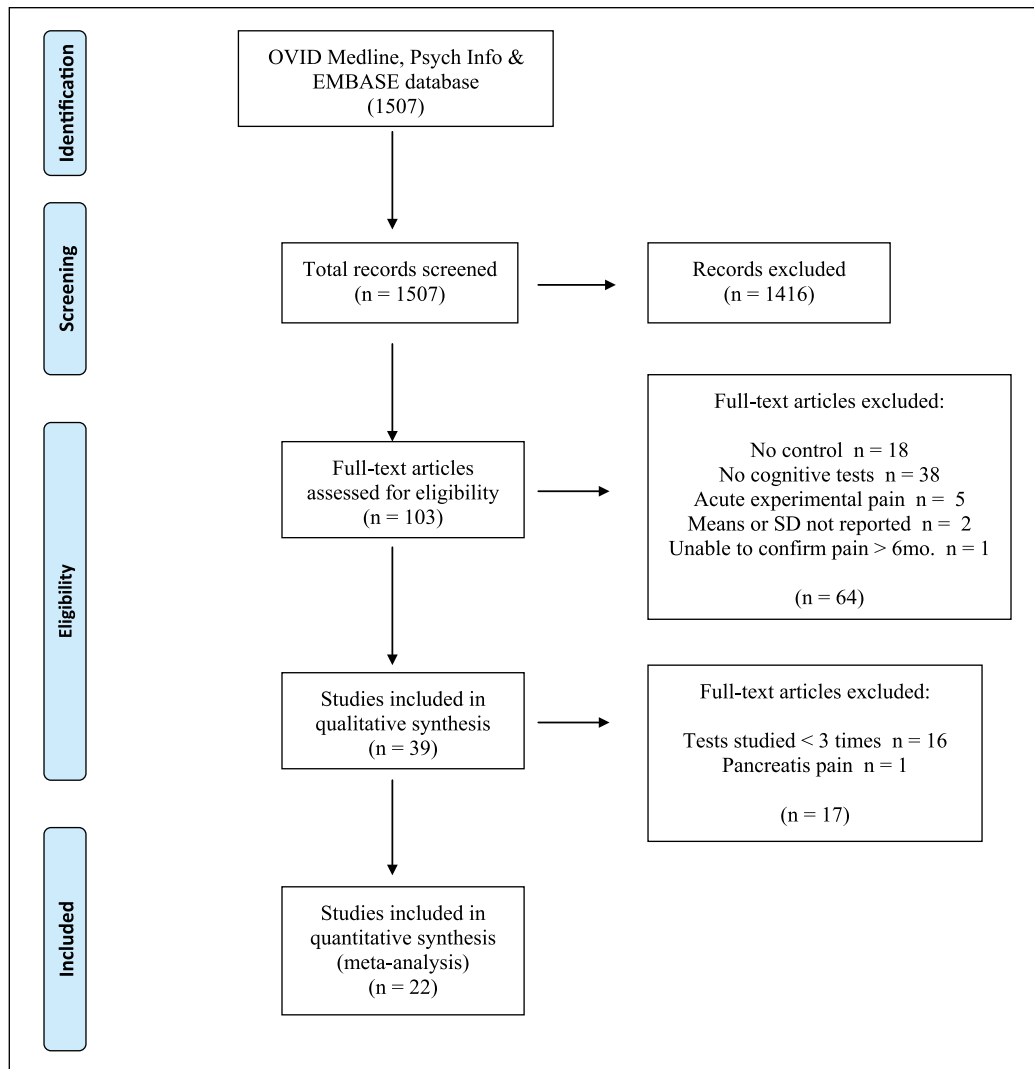 Identification
OVID Medline, Psych Info &
EMBASE database
(1507)
Screening
Total records screened
(n = 1507)
Records excluded
(n = 1416)
Eligibility
Full-text articles
assessed for eligibility
(n = 103)
Full-text articles excluded:
No control n = 18
No cognitive tests n = 38
Acute experimental pain n = 5
Means or SD not reported n = 2
Unable to confirm pain > 6mo. n = 1
(n = 64)
Studies included in
qualitative synthesis
(n = 39)
Full-text articles excluded:
Tests studied < 3 times n = 16
Pancreatis pain n = 1
(n = 17)
Included
Studies included in
quantitative synthesis
(meta-analysis)
(n = 22)